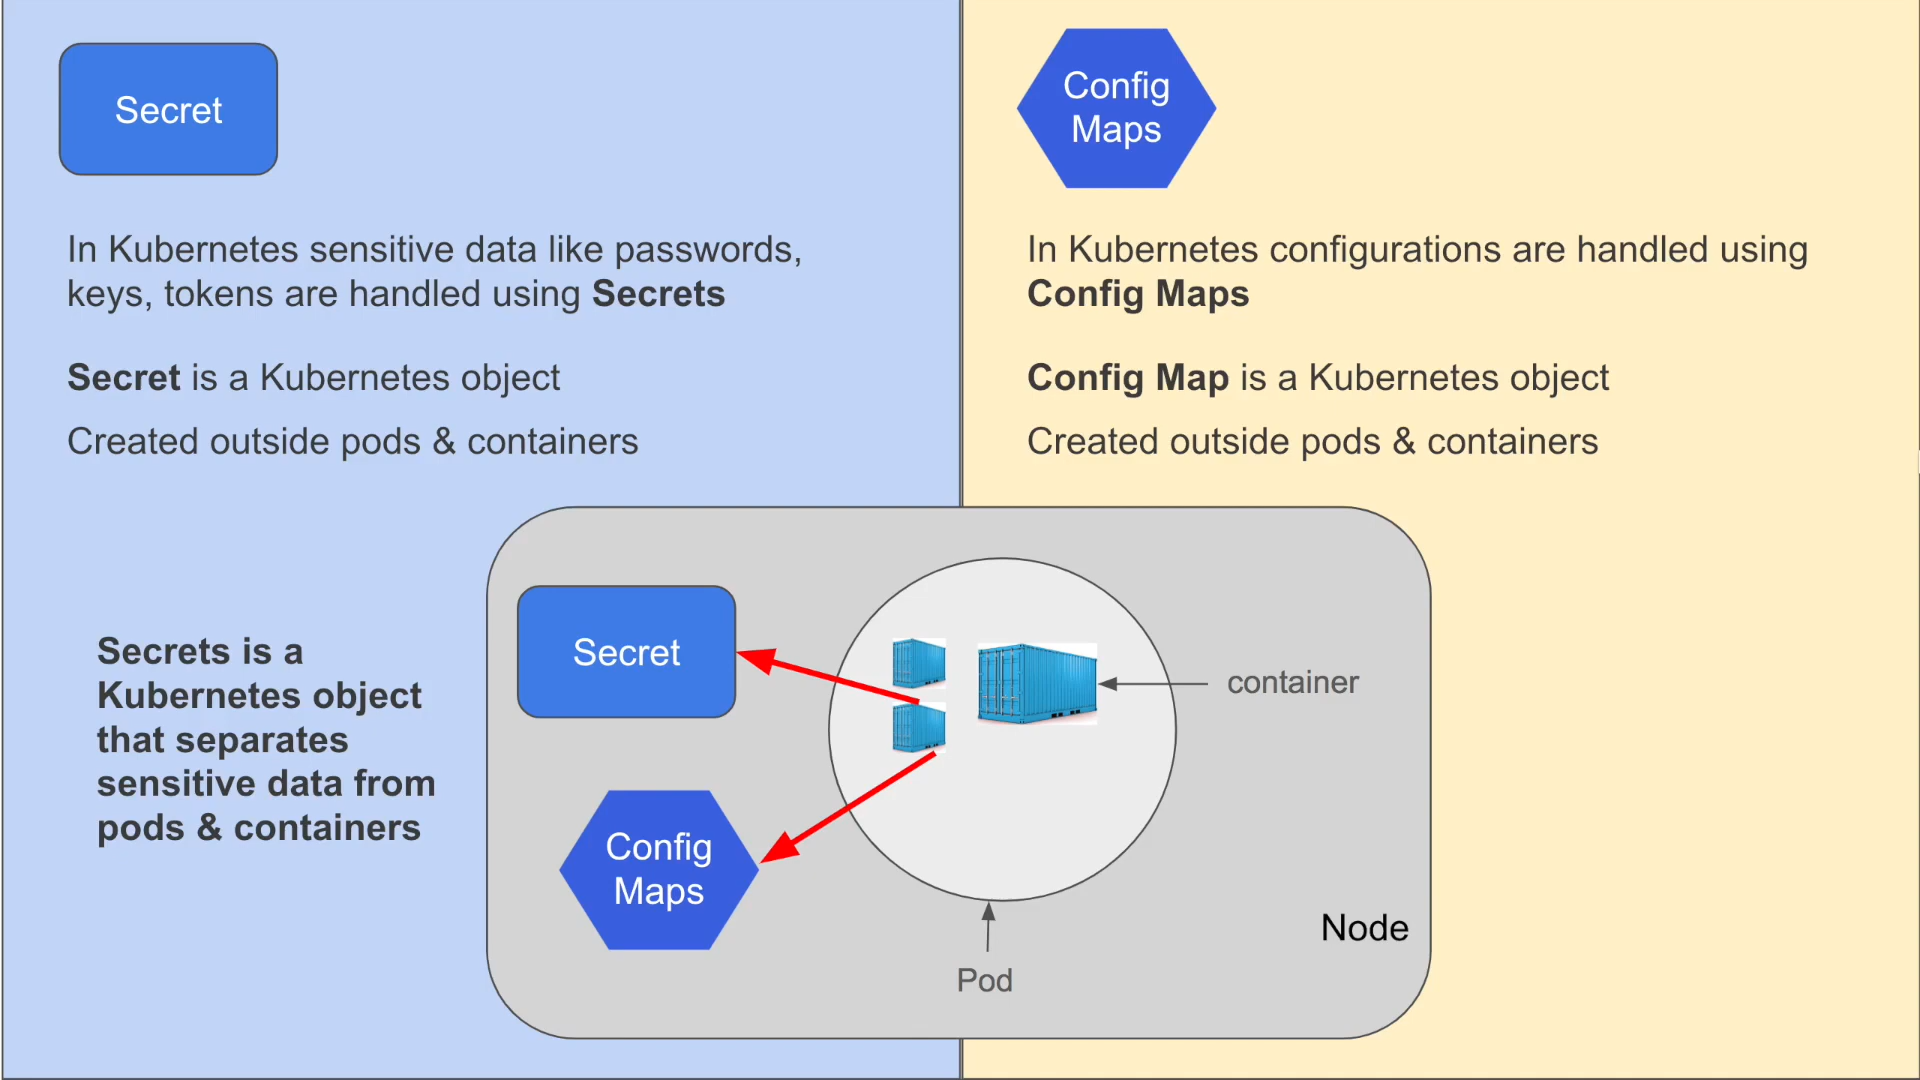 Secret
In Kubernetes sensitive data like passwords,
keys, tokens are handled using Secrets
Secret is a Kubernetes object
Created outside pods & containers
Config
Maps
In Kubernetes configurations are handled using
Config Maps
Config Map is a Kubernetes object
Created outside pods & containers
Secrets is a
Kubernetes object
that separates
sensitive data from
pods & containers
Secret
Config
Maps
container
Pod
Node